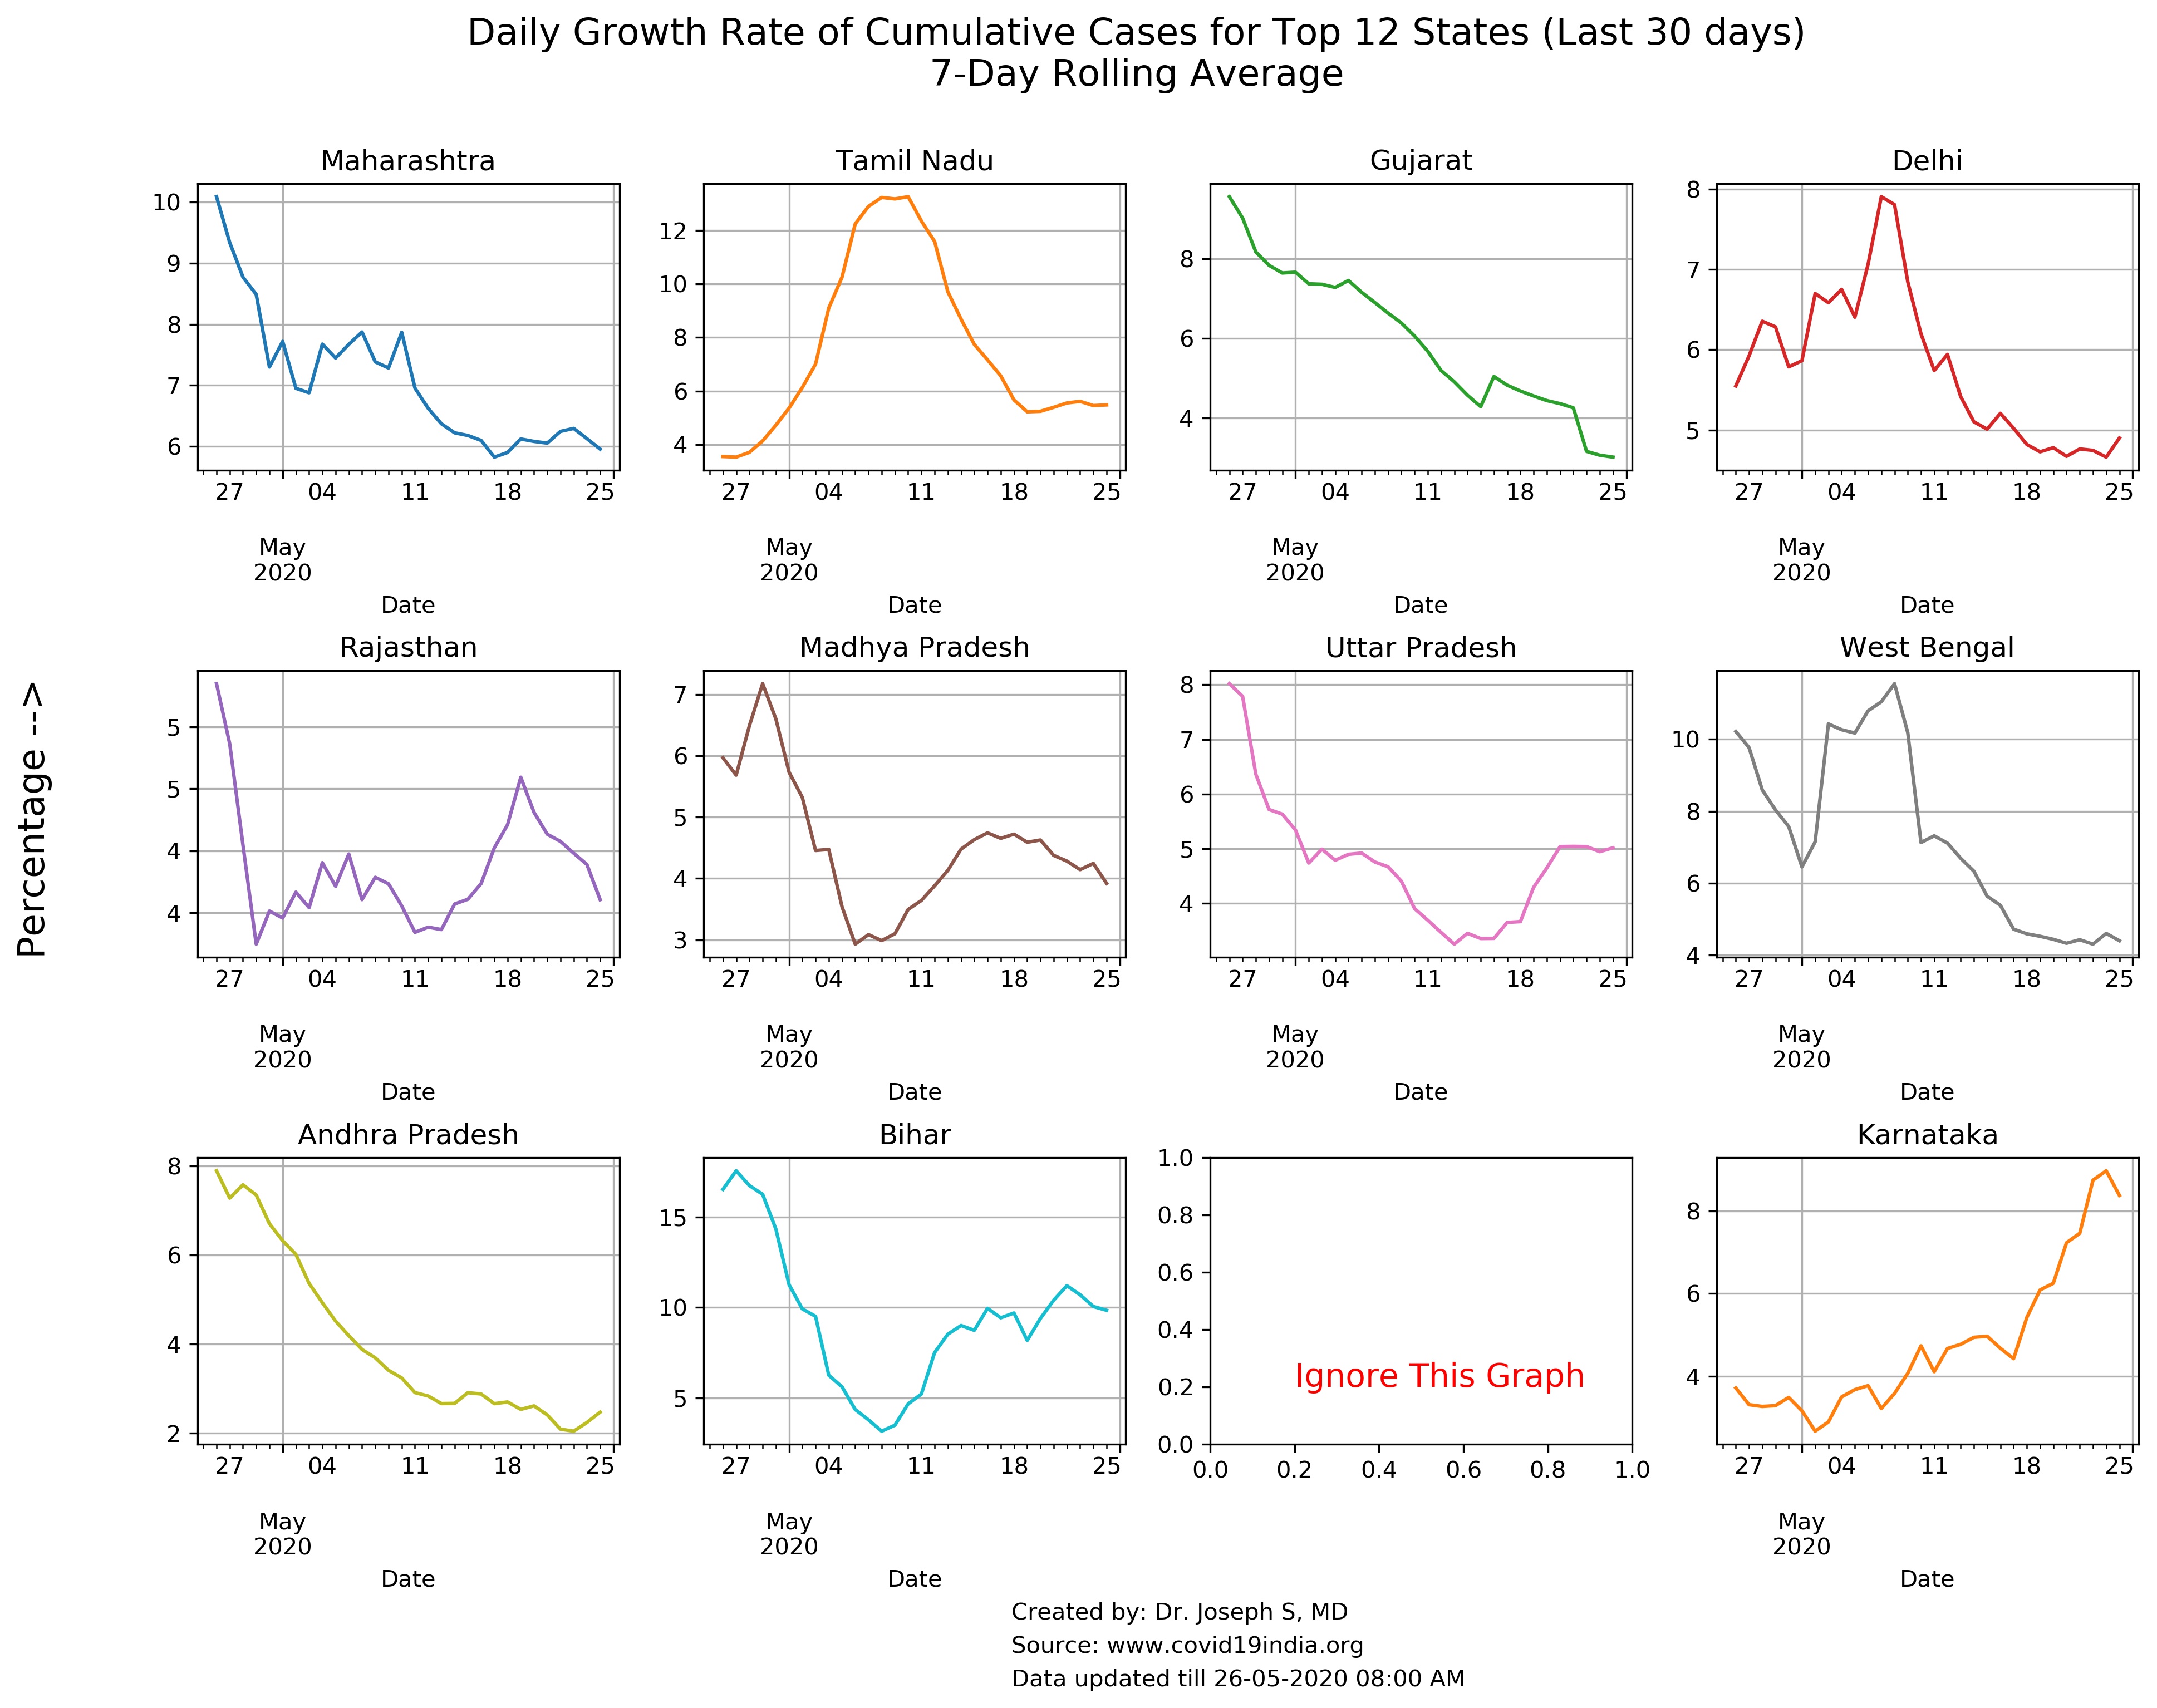 Daily Growth Rate of Cumulative Cases for Top 12 States (Last 30 days)
7-Day Rolling Average
Percentage -->
Maharashtra
10
9
8
7
6
27 04 11 18 25
May
2020
Date
Tamil Nadu
12
10
8
6
4
27 04 11 18 25
May
2020
Date
Gujarat
8
6
4
27 04 11 18 25
May
2020
Date
Delhi
8
7
6
5
27 04 11 18 25
May
2020
Date
Rajasthan
5
5
4
4
27 04 11 18 25
May
2020
Date
Madhya Pradesh
7
6
5
4
3
27 04 11 18 25
May
2020
Date
Uttar Pradesh
8
7
6
5
4
27 04 11 18 25
May
2020
Date
West Bengal
10
8
6
4
27 04 11 18 25
May
2020
Date
Andhra Pradesh
8
6
4
2
27 04 11 18 25
May
2020
Date
Bihar
15
10
5
27 04 11 18 25
May
2020
Date
1.0
0.8
0.6
0.4
Ignore This Graph
0.2
0.0
0.0 0.2 0.4 0.6 0.8 1.0
Karnataka
8
6
4
27 04 11 18 25
May
2020
Date
Created by: Dr. Joseph S, MD
Source: www.covid19india.org
Data updated till 26-05-2020 08:00 AM